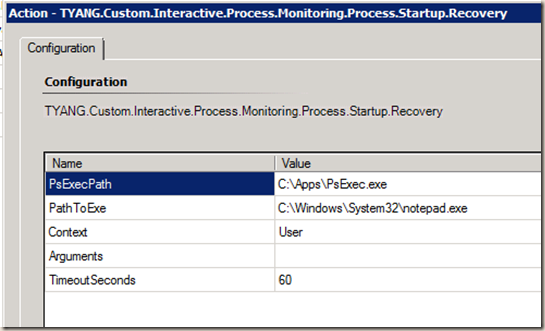 Action - TYANG.Custom.Interactive.Process.Monitoring.Process.Startup.Recovery
Configuration
Configuration
TYANG.Custom.Interactive.Process.Monitoring.Process.Startup.Recovery
Name Value
PsExecPath C:\Apps\PsExec.exe
PathToExe C:\Windows\System32\notepad.exe
Context User
Arguments
TimeoutSeconds 60